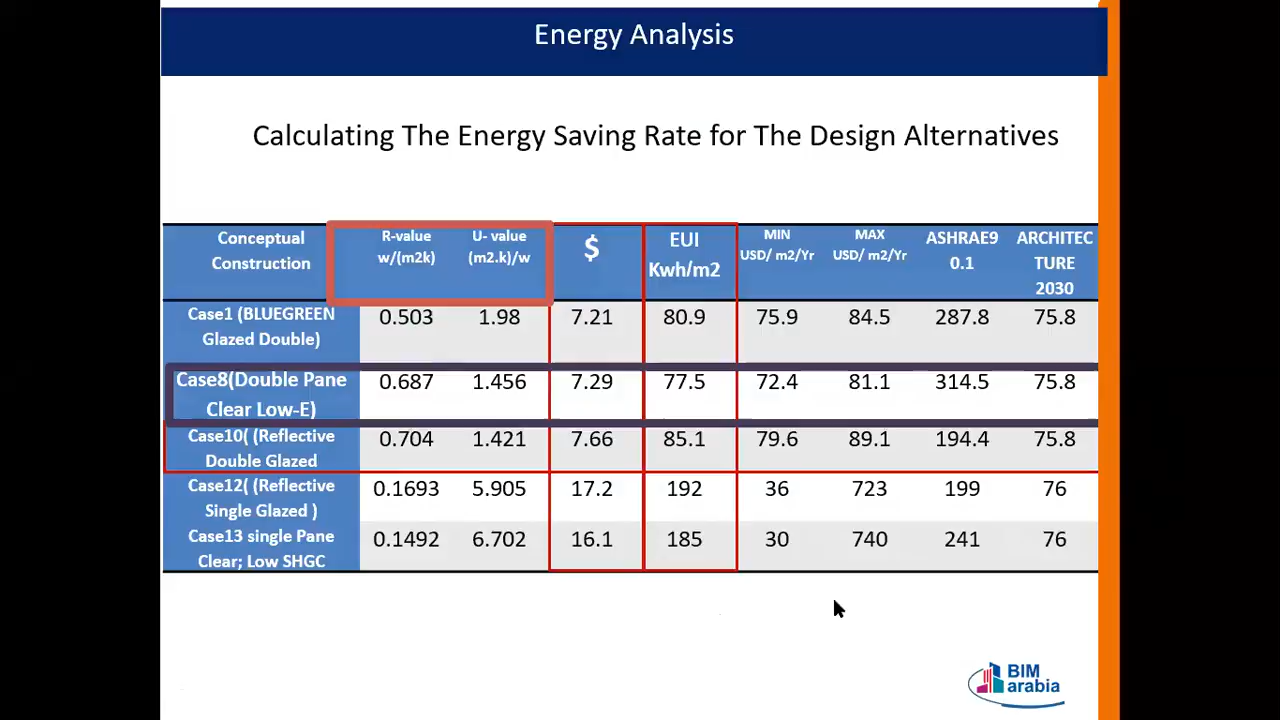 Energy Analysis
Calculating The Energy Saving Rate for The Design Alternatives
Conceptual Construction R-value w/(m2k) U- value (m2.k)/w $ EUI Kwh/m2 MIN USD/ m2/Yr MAX USD/ m2/Yr ASHRAE9 0.1 ARCHITEC TURE 2030
Case1 (BLUEGREEN Glazed Double) 0.503 1.98 7.21 80.9 75.9 84.5 287.8 75.8
Case8(Double Pane Clear Low-E) 0.687 1.456 7.29 77.5 72.4 81.1 314.5 75.8
Case10( (Reflective Double Glazed 0.704 1.421 7.66 85.1 79.6 89.1 194.4 75.8
Case12( (Reflective Single Glazed ) 0.1693 5.905 17.2 192 36 723 199 76
Case13 single Pane Clear; Low SHGC 0.1492 6.702 16.1 185 30 740 241 76
BIM
arabia